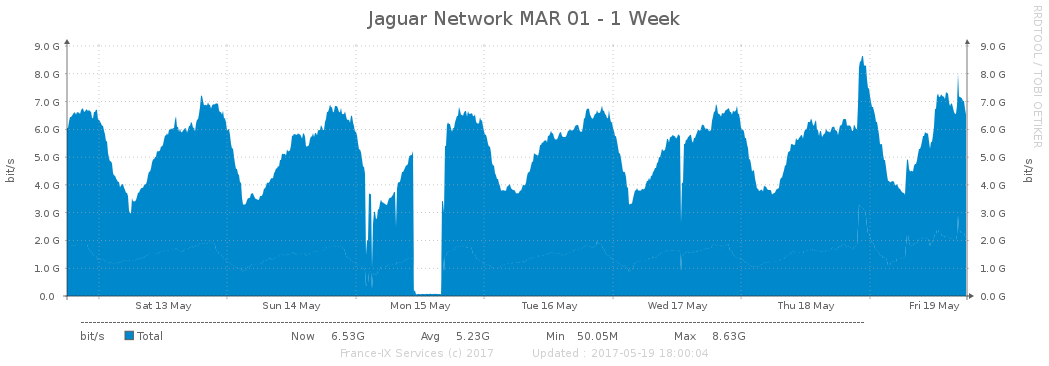 Jaguar Network MAR 01 - 1 Week
RRDTOOL / TOBI OETIKER
bit/s
9.0 G 9.0 G
8.0 G 8.0 G
7.0 G 7.0 G
6.0 G 6.0 G
5.0 G 5.0 G
4.0 G 4.0 G
3.0 G 3.0 G
2.0 G 2.0 G
1.0 G 1.0 G
0.0 0.0 G
bit/s
Sat 13 May Sun 14 May Mon 15 May Tue 16 May Wed 17 May Thu 18 May Fri 19 May
bit/s Total Now 6.53G Avg 5.23G Min 50.05M Max 8.63G
France-IX Services (c) 2017 Updated : 2017-05-19 18:00:04